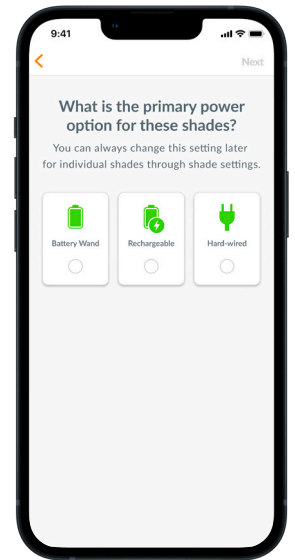 9:41
Next
What is the primary power
option for these shades?
You can always change this setting later
for individual shades through shade settings.
Battery Wand
Rechargeable
Hard-wired